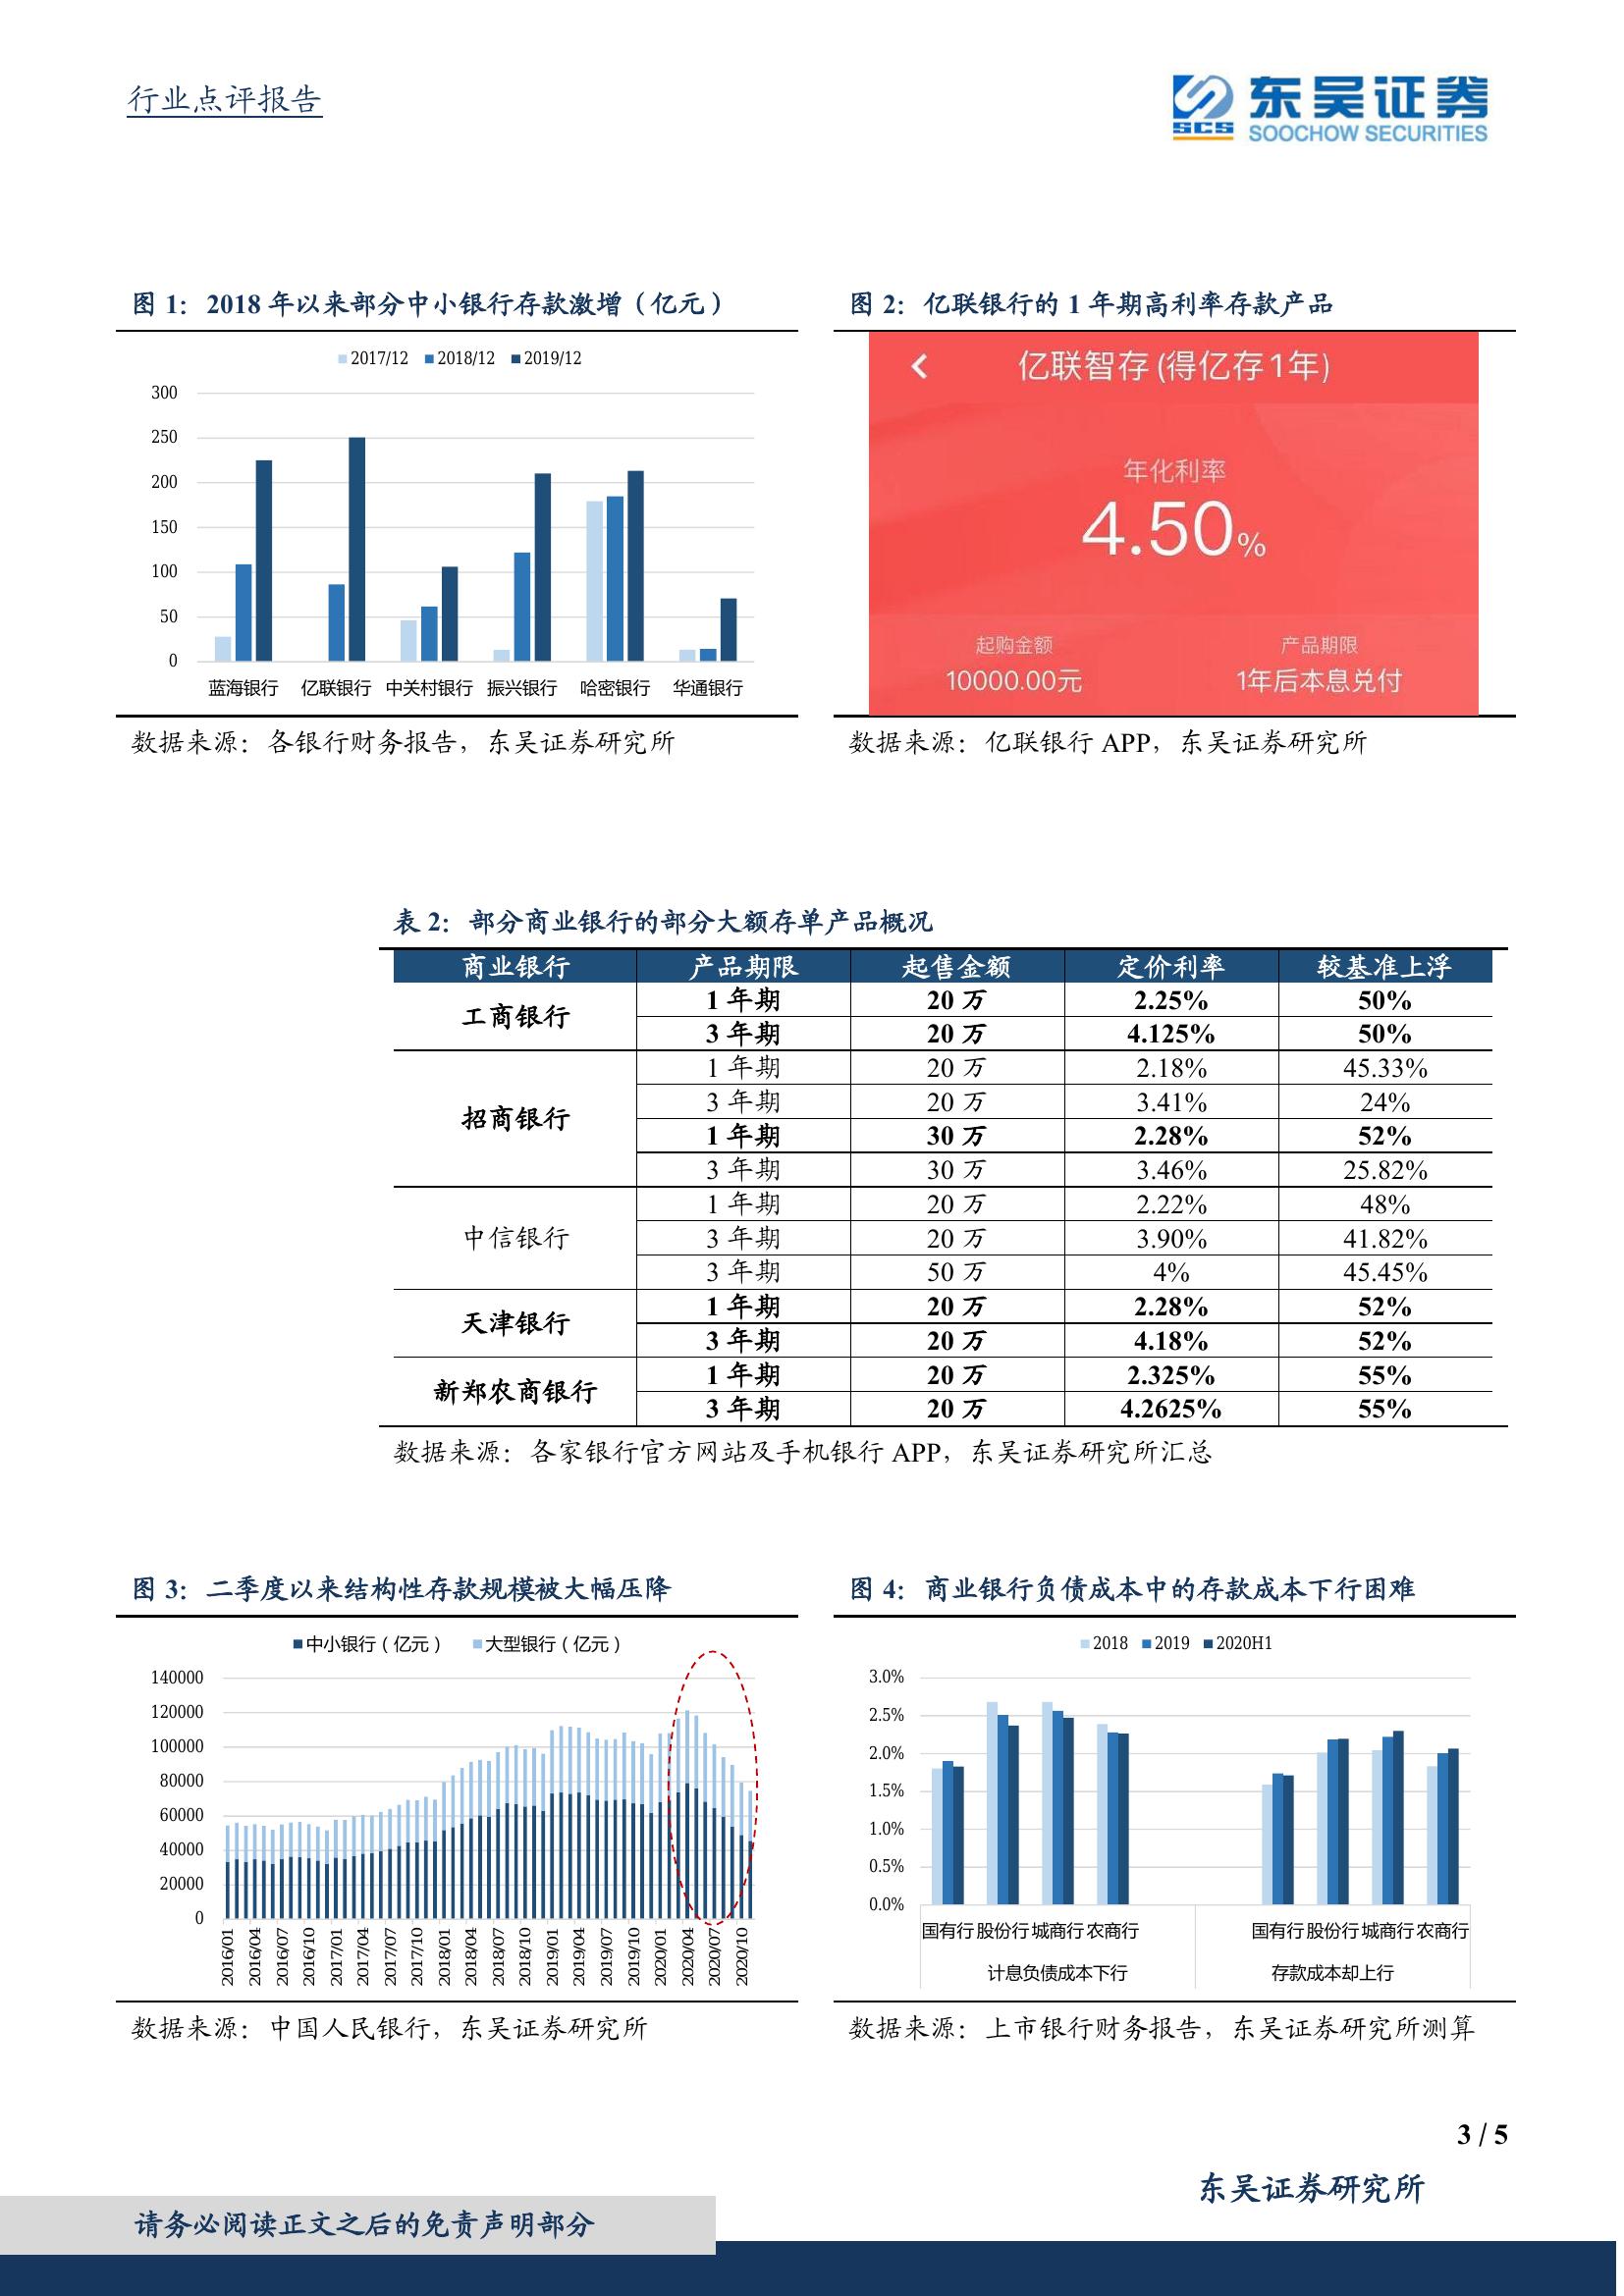 行业点评报告
东吴证券
SCS
SOOCHOW SECURITIES
图 1：2018 年以来部分中小银行存款激增（亿元）
2017/12 2018/12 2019/12
300
250
200
150
100
50
0
蓝海银行 亿联银行 中关村银行 振兴银行 哈密银行 华通银行
数据来源：各银行财务报告，东吴证券研究所
图 2：亿联银行的 1 年期高利率存款产品
亿联智存 (得亿存1年)
年化利率
4.50%
起购金额 产品期限
10000.00元 1年后本息兑付
数据来源：亿联银行 APP，东吴证券研究所
表 2：部分商业银行的部分大额存单产品概况
商业银行 产品期限 起售金额 定价利率 较基准上浮
工商银行 1 年期 20 万 2.25% 50%
3 年期 20 万 4.125% 50%
招商银行 1 年期 20 万 2.18% 45.33%
3 年期 20 万 3.41% 24%
1 年期 30 万 2.28% 52%
3 年期 30 万 3.46% 25.82%
中信银行 1 年期 20 万 2.22% 48%
3 年期 20 万 3.90% 41.82%
3 年期 50 万 4% 45.45%
天津银行 1 年期 20 万 2.28% 52%
3 年期 20 万 4.18% 52%
新郑农商银行 1 年期 20 万 2.325% 55%
3 年期 20 万 4.2625% 55%
数据来源：各家银行官方网站及手机银行 APP，东吴证券研究所汇总
图 3：二季度以来结构性存款规模被大幅压降
中小银行（亿元） 大型银行（亿元）
140000
120000
100000
80000
60000
40000
20000
0
2016/01 2016/04 2016/07 2016/10 2017/01 2017/04 2017/07 2017/10 2018/01 2018/04 2018/07 2018/10 2019/01 2019/04 2019/07 2019/10 2020/01 2020/04 2020/07 2020/10
数据来源：中国人民银行，东吴证券研究所
图 4：商业银行负债成本中的存款成本下行困难
2018 2019 2020H1
3.0%
2.5%
2.0%
1.5%
1.0%
0.5%
0.0%
国有行 股份行 城商行 农商行 国有行 股份行 城商行 农商行
计息负债成本下行 存款成本却上行
数据来源：上市银行财务报告，东吴证券研究所测算
3 / 5
东吴证券研究所
请务必阅读正文之后的免责声明部分